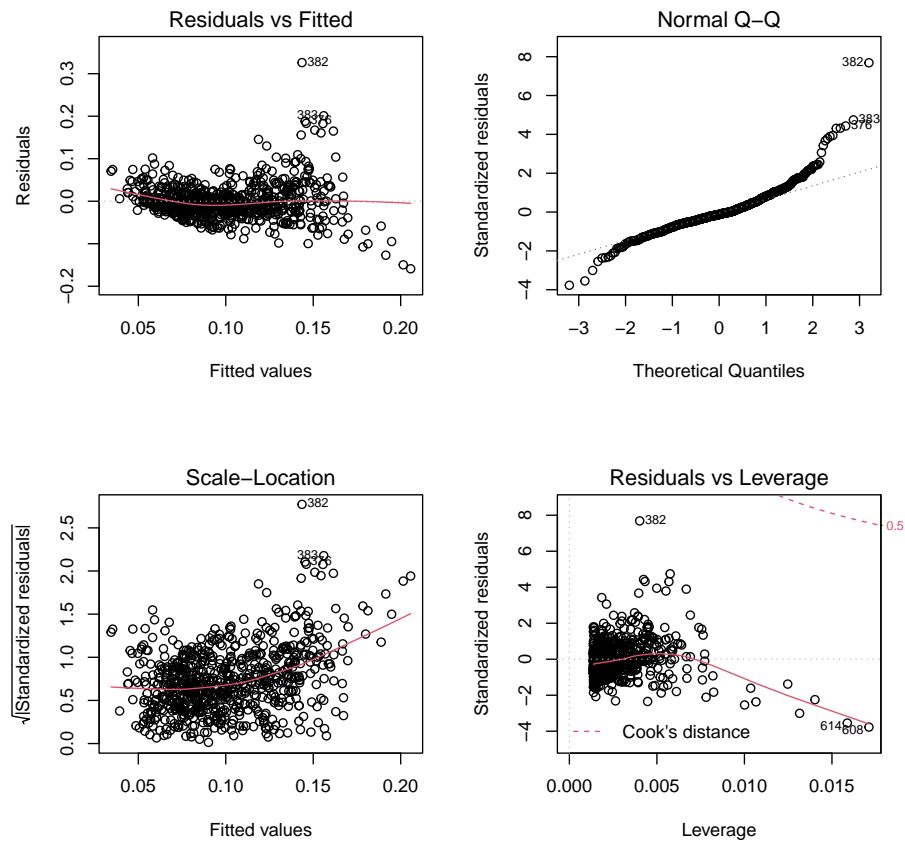 Residuals vs Fitted
Residuals
0.3
0.2
0.1
0.0
−0.2
382
383
376
0.05 0.10 0.15 0.20
Fitted values
Normal Q−Q
Standardized residuals
8
6
4
2
0
−2
−4
382
383
376
−3 −2 −1 0 1 2 3
Theoretical Quantiles
Scale−Location
√|Standardized residuals|
2.5
2.0
1.5
1.0
0.5
0.0
382
383
376
0.05 0.10 0.15 0.20
Fitted values
Residuals vs Leverage
Standardized residuals
8
6
4
2
0
−2
−4
382
0.5
614
608
Cook's distance
0.000 0.005 0.010 0.015
Leverage